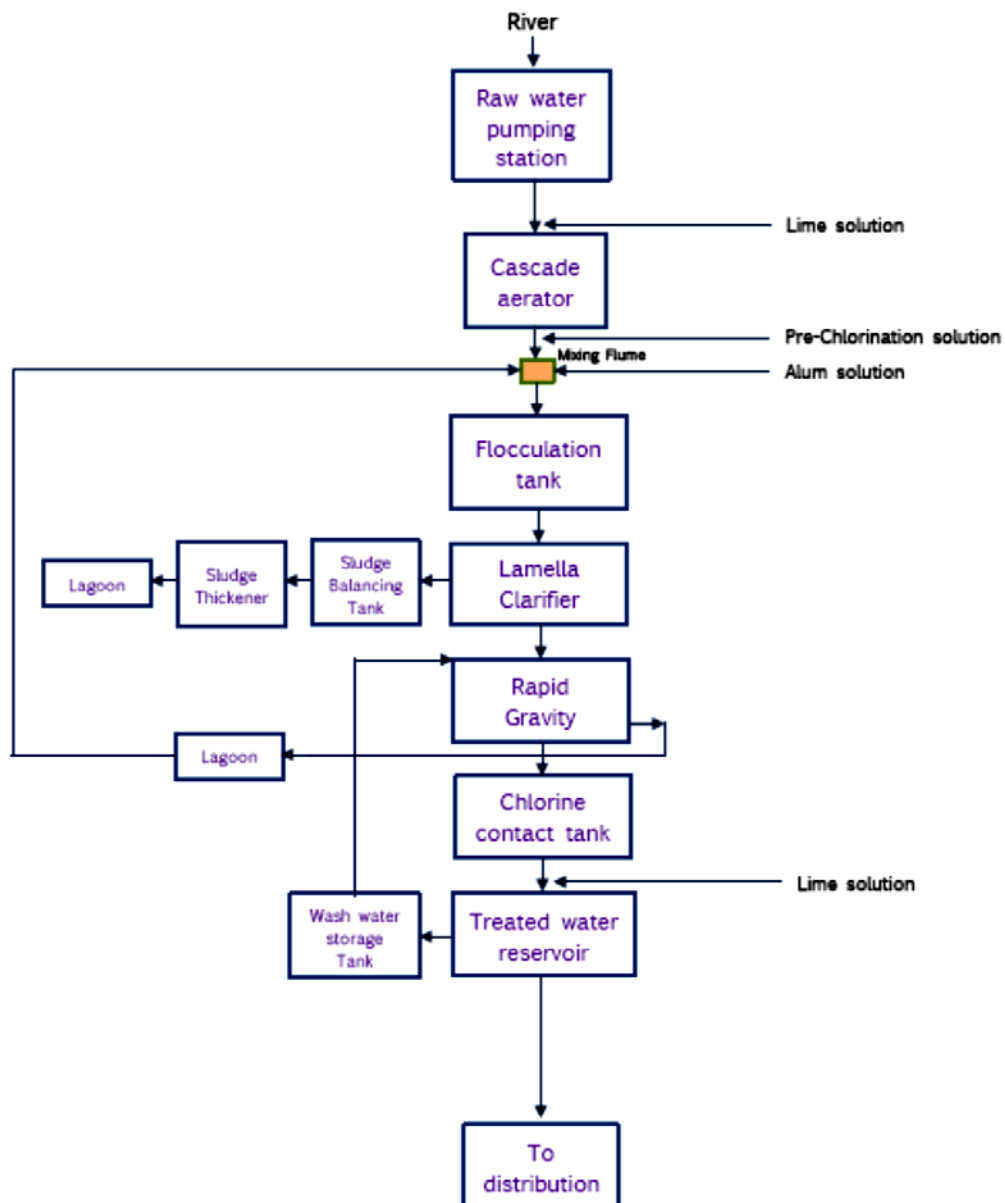 River
Raw water
pumping
station
Lime solution
Cascade
aerator
Pre-Chlorination solution
Mixing Flume
Alum solution
Flocculation
tank
Lamella
Clarifier
Sludge
Balancing
Tank
Sludge
Thickener
Lagoon
Rapid
Gravity
Lagoon
Chlorine
contact tank
Lime solution
Treated water
reservoir
Wash water
storage
Tank
To
distribution